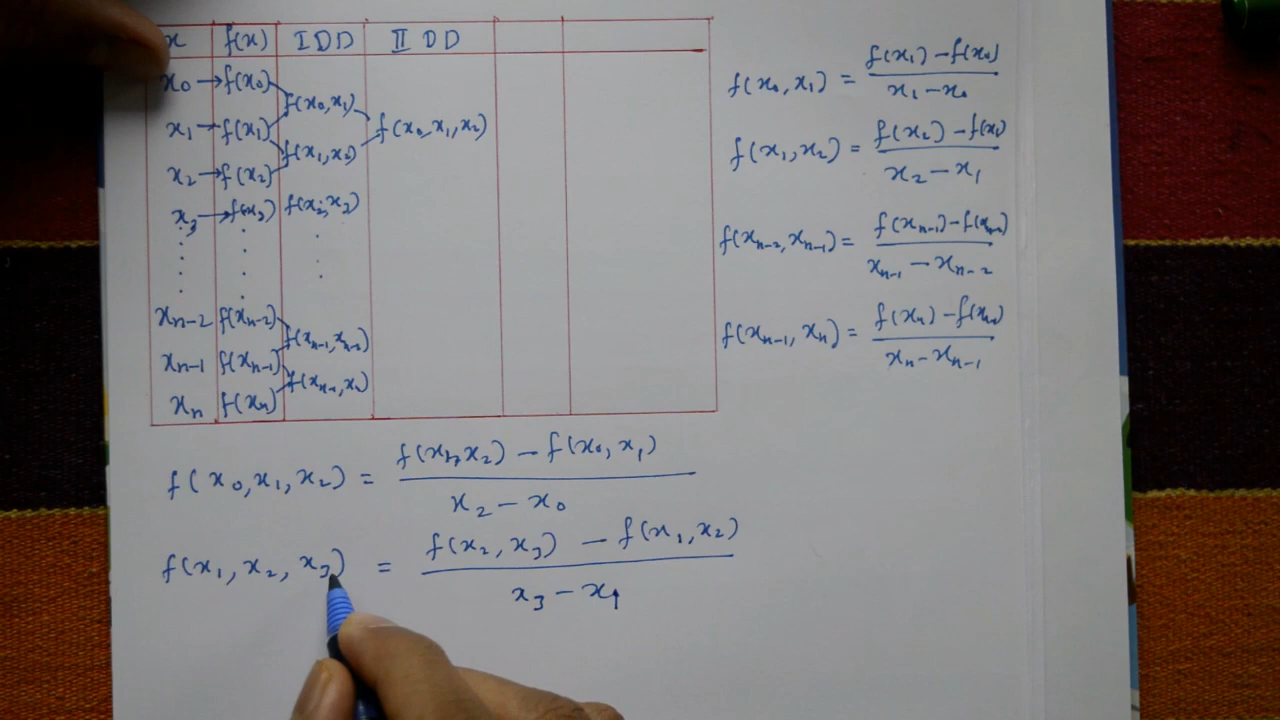 x f(x) I DD II DD
x₀ → f(x₀)
f(x₀, x₁)
x₁ → f(x₁) f(x₀, x₁, x₂)
f(x₁, x₂)
x₂ → f(x₂)
x₃ → f(x₃)
xₙ₋₂ f(xₙ₋₂)
f(xₙ₋₁, xₙ₋₂)
xₙ₋₁ f(xₙ₋₁)
f(xₙ₋₁, xₙ)
xₙ f(xₙ)
f(x₀, x₁) = f(x₁) − f(x₀) / x₁ − x₀
f(x₁, x₂) = f(x₂) − f(x₁) / x₂ − x₁
f(xₙ₋₂, xₙ₋₁) = f(xₙ₋₁) − f(xₙ₋₂) / xₙ₋₁ − xₙ₋₂
f(xₙ₋₁, xₙ) = f(xₙ) − f(xₙ₋₁) / xₙ − xₙ₋₁
f(x₀, x₁, x₂) = f(x₁, x₂) − f(x₀, x₁) / x₂ − x₀
f(x₁, x₂, x₃) = f(x₂, x₃) − f(x₁, x₂) / x₃ − x₁